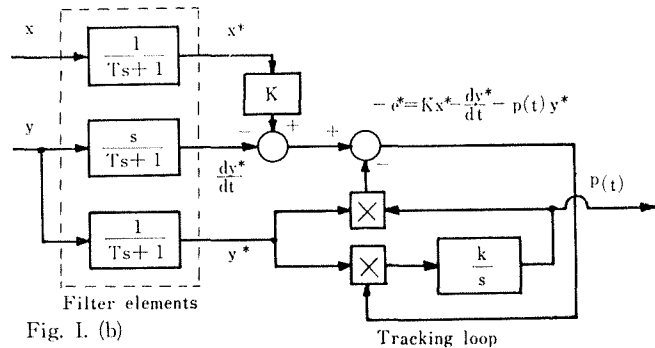 x
1
Ts + 1
x*
K
y
s
Ts + 1
dy*
dt
− +
+ −
− e* = Kx* − dy*/dt − p(t) y*
p(t)
×
1
Ts + 1
y*
×
k
s
Filter elements
Tracking loop
Fig. I. (b)